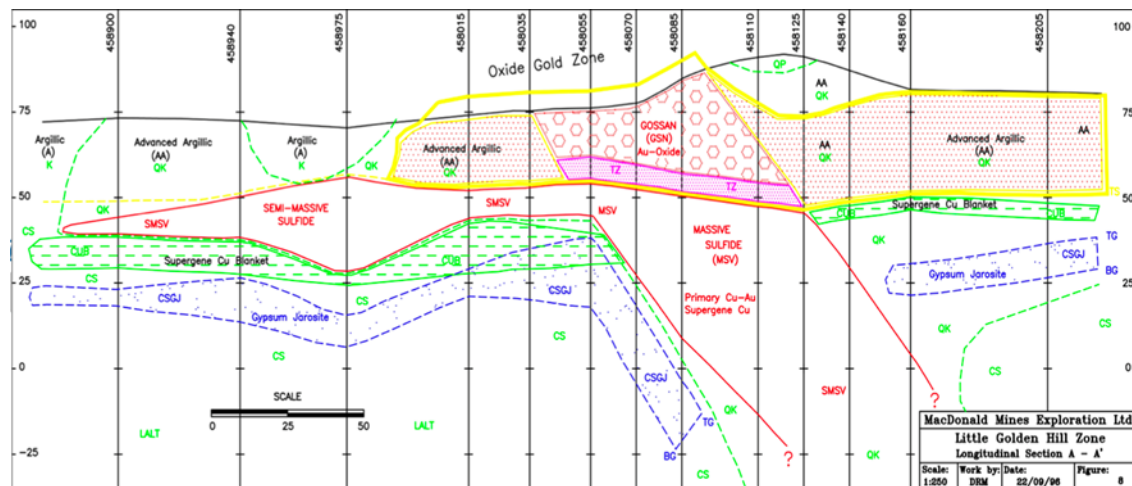 100
458900
458940
458975
458015
458035
458055
458070
458085
458110
458125
458140
458160
458205
100
Oxide Gold Zone
QP
AA
QK
75
75
Argillic
(A)
K
Advanced Argillic
(AA)
QK
Argillic
(A)
QK
Advanced Argillic
(AA)
QK
GOSSAN
(GSN)
Au-Oxide
TZ
TZ
AA
QK
Advanced Argillic
(AA)
QK
AA
TS
50
50
QK
SMSV
SEMI-MASSIVE
SULFIDE
SMSV
MSV
MASSIVE
SULFIDE
(MSV)
Supergene Cu Blanket
CUB
CUB
CS
CUB
Supergene Cu Blanket
CUB
QK
TG
CS
CS
25
25
CSGJ
Gypsum Jarosite
CSGJ
Gypsum Jarosite
CSGJ
BG
Primary Cu-Au
Supergene Cu
CS
CS
QK
CS
0
0
CSGJ
SCALE
0
25
50
QK
SMSV
?
TG
LALT
LALT
BG
CS
?
QK
-25
MacDonald Mines Exploration Ltd
Little Golden Hill Zone
Longitudinal Section A - A'
Scale: Work by: Date: Figure:
1:250 DRM 22/09/96 8